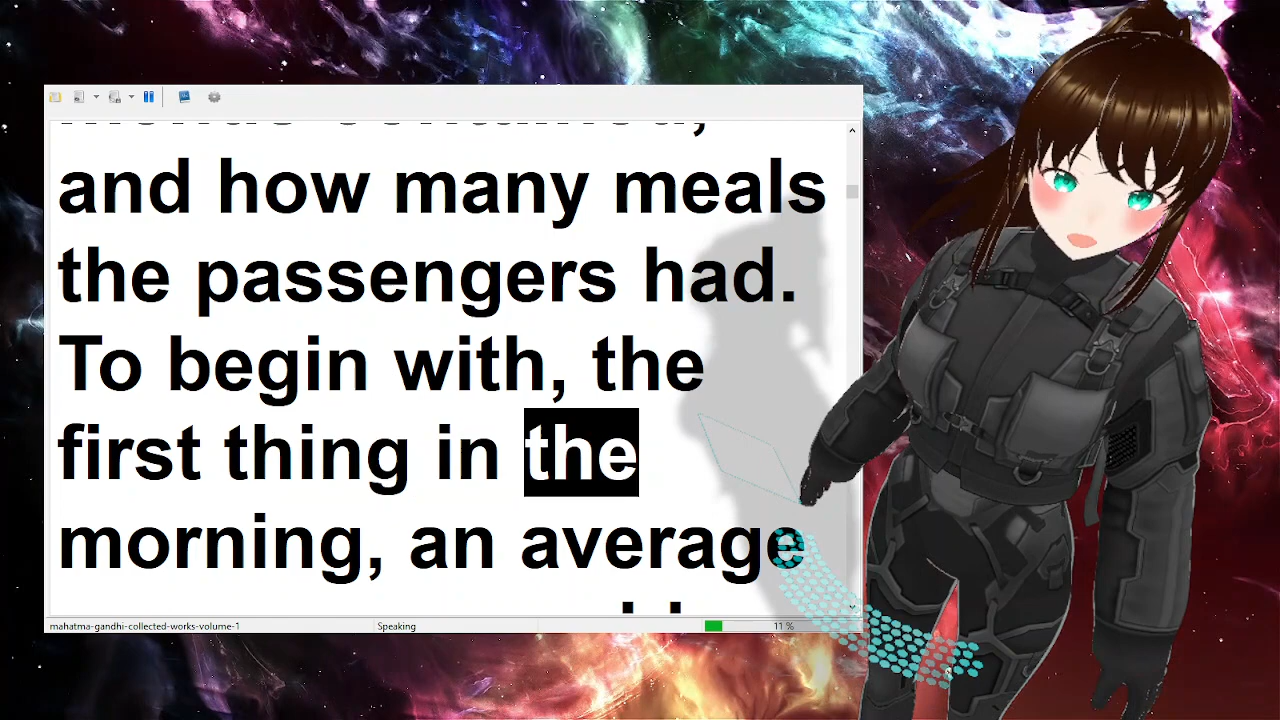 and how many meals
the passengers had.
To begin with, the
first thing in the
morning, an average
mahatma-gandhi-collected-works-volume-1
Speaking
11 %